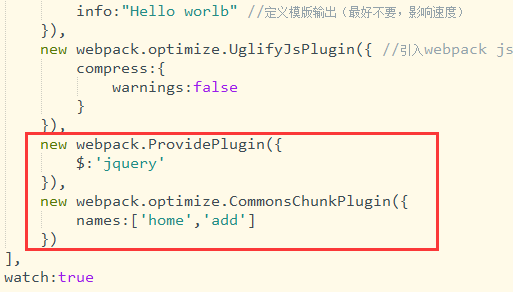 info:"Hello worlb" //定义模版输出（最好不要，影响速度）
}),
new webpack.optimize.UglifyJsPlugin({ //引入webpack js
compress:{
warnings:false
}
}),
new webpack.ProvidePlugin({
$:'jquery'
}),
new webpack.optimize.CommonsChunkPlugin({
names:['home','add']
})
],
watch:true